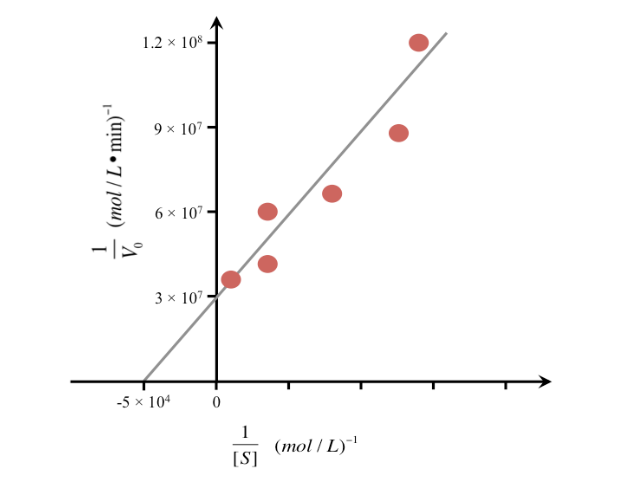 1.2 × 10⁸
9 × 10⁷
6 × 10⁷
3 × 10⁷
1/V₀ (mol / L•min)⁻¹
-5 × 10⁴ 0
1/[S] (mol / L)⁻¹